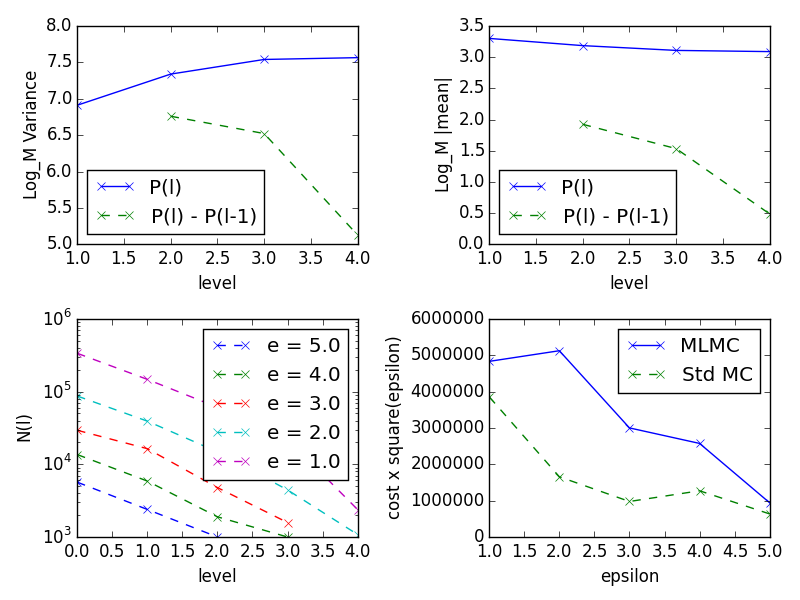 8.0
7.5
7.0
6.5
6.0
5.5
5.0
Log_M Variance
P(l)
P(l) - P(l-1)
1.0 1.5 2.0 2.5 3.0 3.5 4.0
level
3.5
3.0
2.5
2.0
1.5
1.0
0.5
0.0
Log_M |mean|
P(l)
P(l) - P(l-1)
1.0 1.5 2.0 2.5 3.0 3.5 4.0
level
10^6
10^5
10^4
10^3
N(l)
e = 5.0
e = 4.0
e = 3.0
e = 2.0
e = 1.0
0.0 0.5 1.0 1.5 2.0 2.5 3.0 3.5 4.0
level
6000000
5000000
4000000
3000000
2000000
1000000
0
cost x square(epsilon)
MLMC
Std MC
1.0 1.5 2.0 2.5 3.0 3.5 4.0 4.5 5.0
epsilon